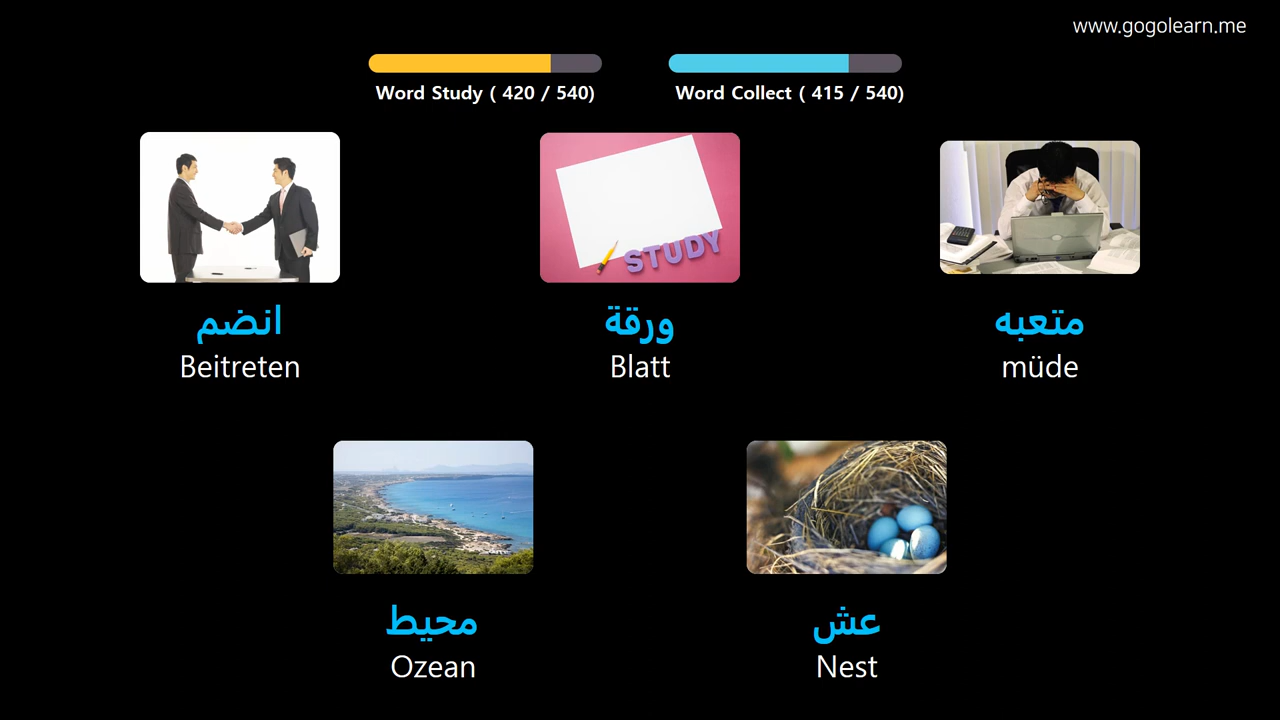 www.gogolearn.me
Word Study ( 420 / 540)
Word Collect ( 415 / 540)
STUDY
انضم
Beitreten
ورقة
Blatt
متعبه
müde
محيط
Ozean
عش
Nest